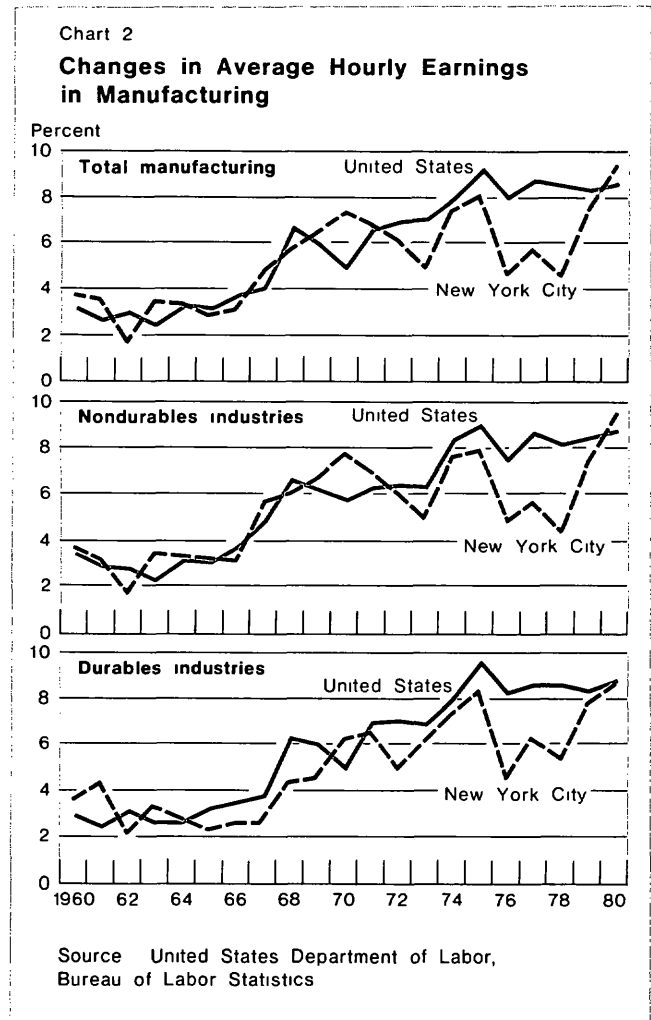 Chart 2
Changes in Average Hourly Earnings
in Manufacturing
Percent
10
Total manufacturing United States
8
6
4
New York City
2
0
10
Nondurables industries United States
8
6
4
New York City
2
0
10
Durables industries
United States
8
6
4
New York City
2
0
1960 62 64 66 68 70 72 74 76 78 80
Source United States Department of Labor,
Bureau of Labor Statistics